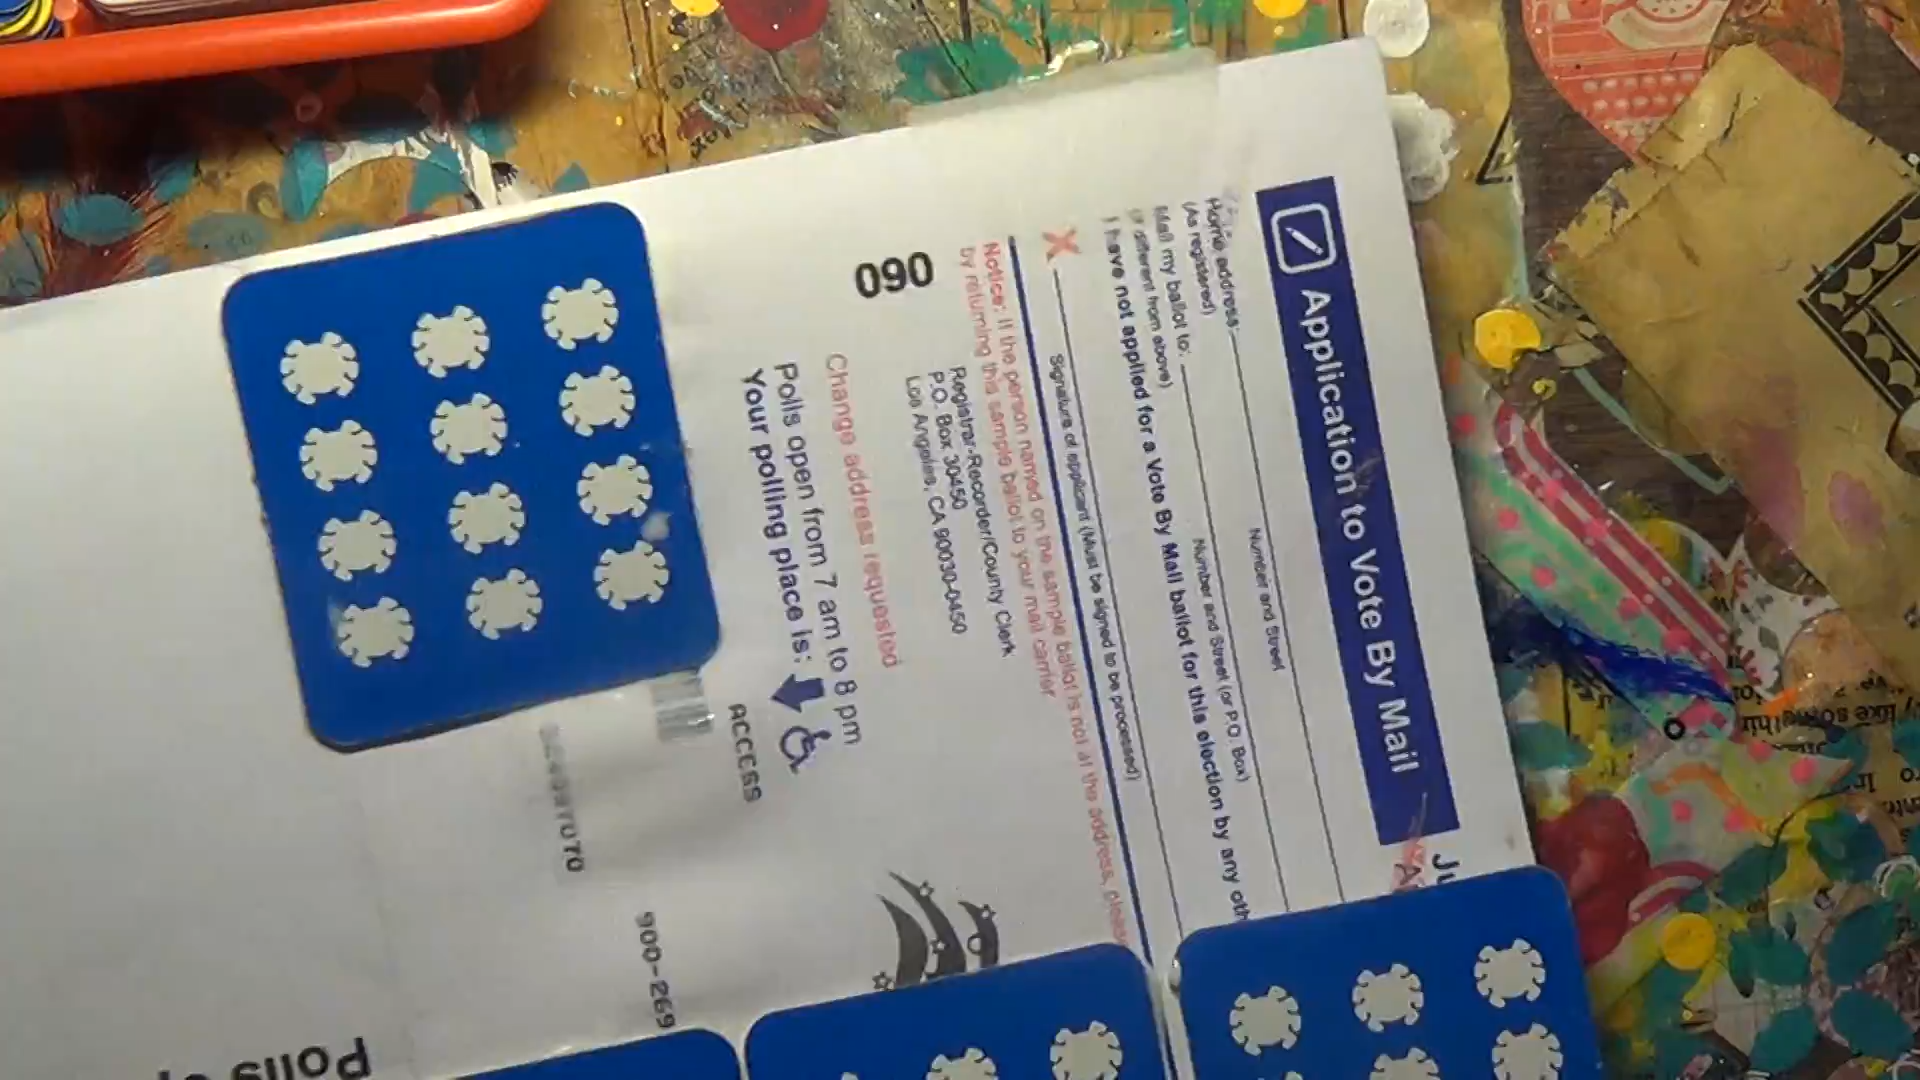 Application to Vote By Mail
Ju
Home address:
(As registered)
Number and Street
Mail my ballot to:
(If different from above)
Number and Street (or P.O. Box)
I have not applied for a Vote By Mail ballot for this election by any oth
X
Signature of applicant (Must be signed to be processed)
Notice: If the person named on the sample ballot is not at the address, pleas
by returning this sample ballot to your mail carrier
090
Registrar-Recorder/County Clerk
P.O. Box 30450
Los Angeles, CA 90030-0450
Change address requested
Polls open from 7 am to 8 pm
Your polling place is:
ACCESS
900-269
Polls